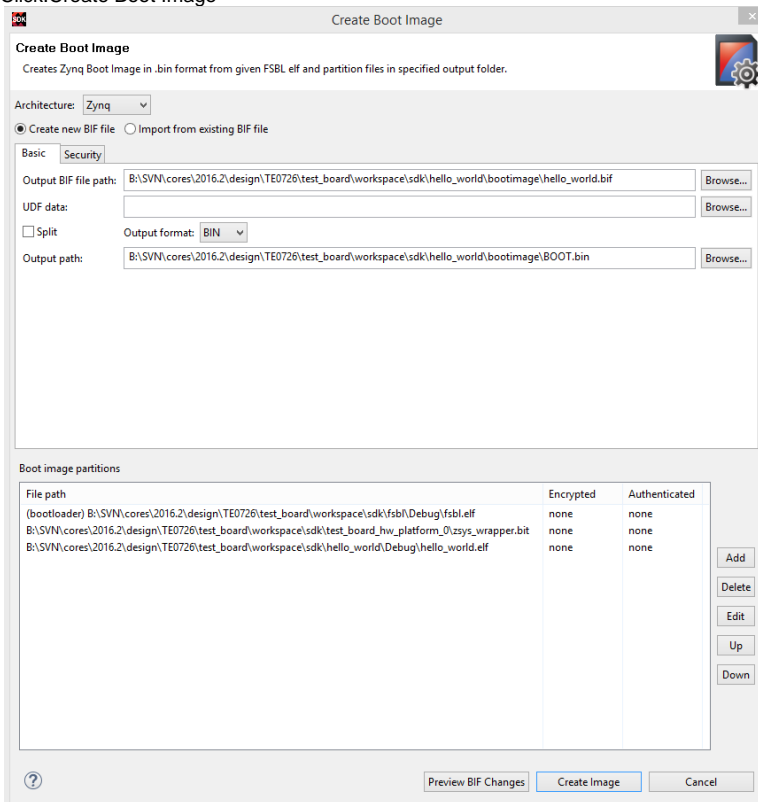 Click:Create Boot Image
SDK Create Boot Image ×
Create Boot Image
Creates Zynq Boot Image in .bin format from given FSBL elf and partition files in specified output folder.
Architecture: Zynq
Create new BIF file Import from existing BIF file
Basic Security
Output BIF file path: B:\SVN\cores\2016.2\design\TE0726\test_board\workspace\sdk\hello_world\bootimage\hello_world.bif Browse...
UDF data: Browse...
Split Output format: BIN
Output path: B:\SVN\cores\2016.2\design\TE0726\test_board\workspace\sdk\hello_world\bootimage\BOOT.bin Browse...
Boot image partitions
File path Encrypted Authenticated
(bootloader) B:\SVN\cores\2016.2\design\TE0726\test_board\workspace\sdk\fsbl\Debug\fsbl.elf none none
B:\SVN\cores\2016.2\design\TE0726\test_board\workspace\sdk\test_board_hw_platform_0\zsys_wrapper.bit none none
B:\SVN\cores\2016.2\design\TE0726\test_board\workspace\sdk\hello_world\Debug\hello_world.elf none none
Add
Delete
Edit
Up
Down
? Preview BIF Changes Create Image Cancel